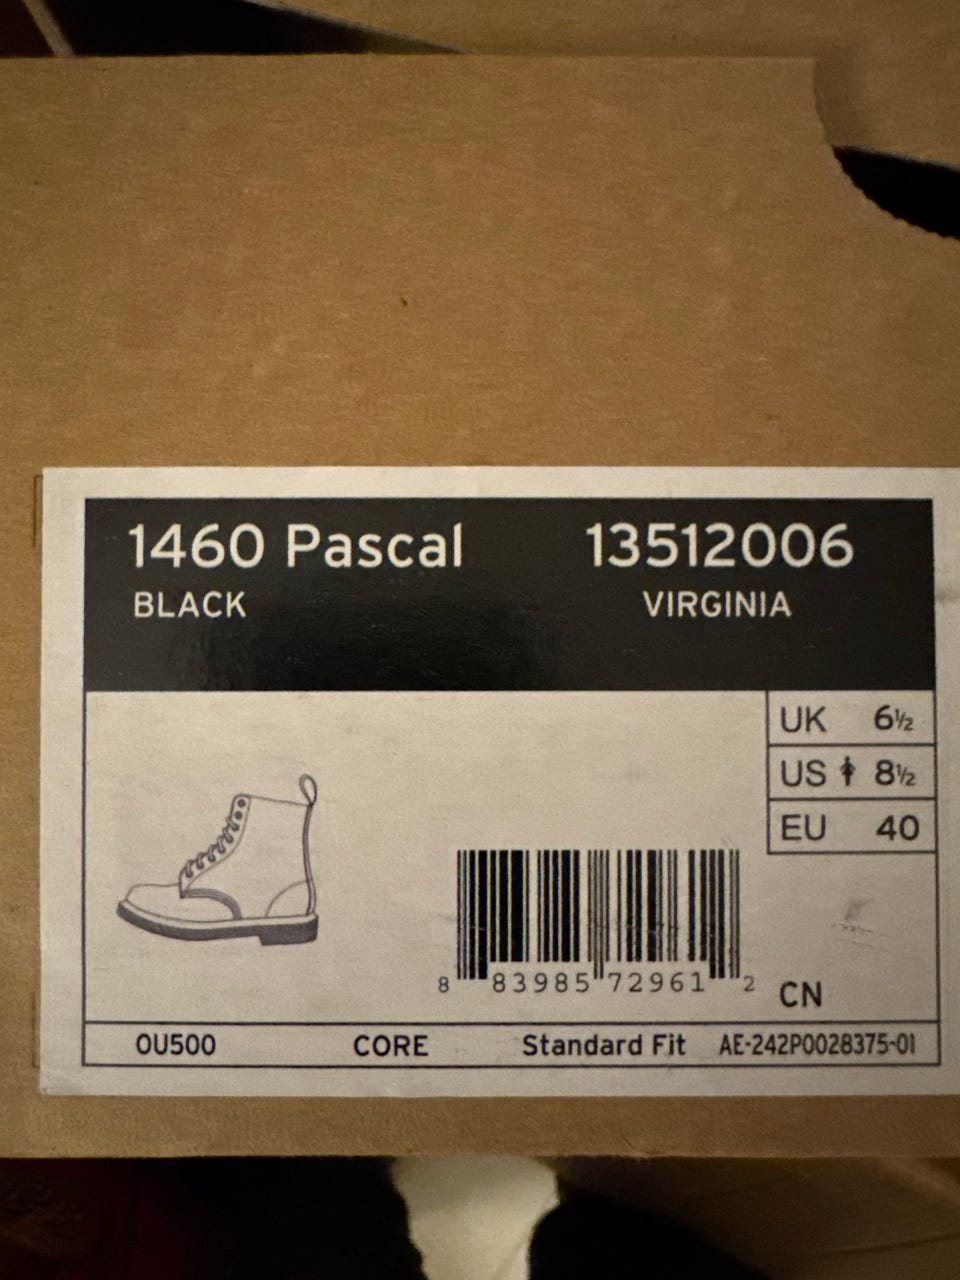 1460 Pascal 13512006
BLACK VIRGINIA
UK 6½
US 8½
EU 40
8 83985 72961 2
CN
OU500 CORE Standard Fit AE-242P0028375-01